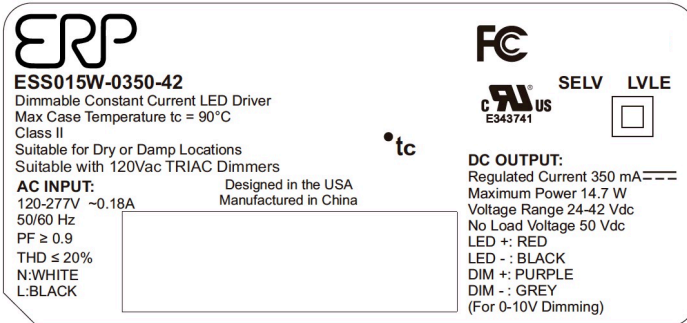 ERP
ESS015W-0350-42
Dimmable Constant Current LED Driver
Max Case Temperature tc = 90°C
Class II
Suitable for Dry or Damp Locations
Suitable with 120Vac TRIAC Dimmers
AC INPUT:
120-277V ~0.18A
50/60 Hz
PF ≥ 0.9
THD ≤ 20%
N:WHITE
L:BLACK
Designed in the USA
Manufactured in China
•tc
FC
c RU US
E343741
SELV LVLE
DC OUTPUT:
Regulated Current 350 mA
Maximum Power 14.7 W
Voltage Range 24-42 Vdc
No Load Voltage 50 Vdc
LED +: RED
LED - : BLACK
DIM +: PURPLE
DIM - : GREY
(For 0-10V Dimming)